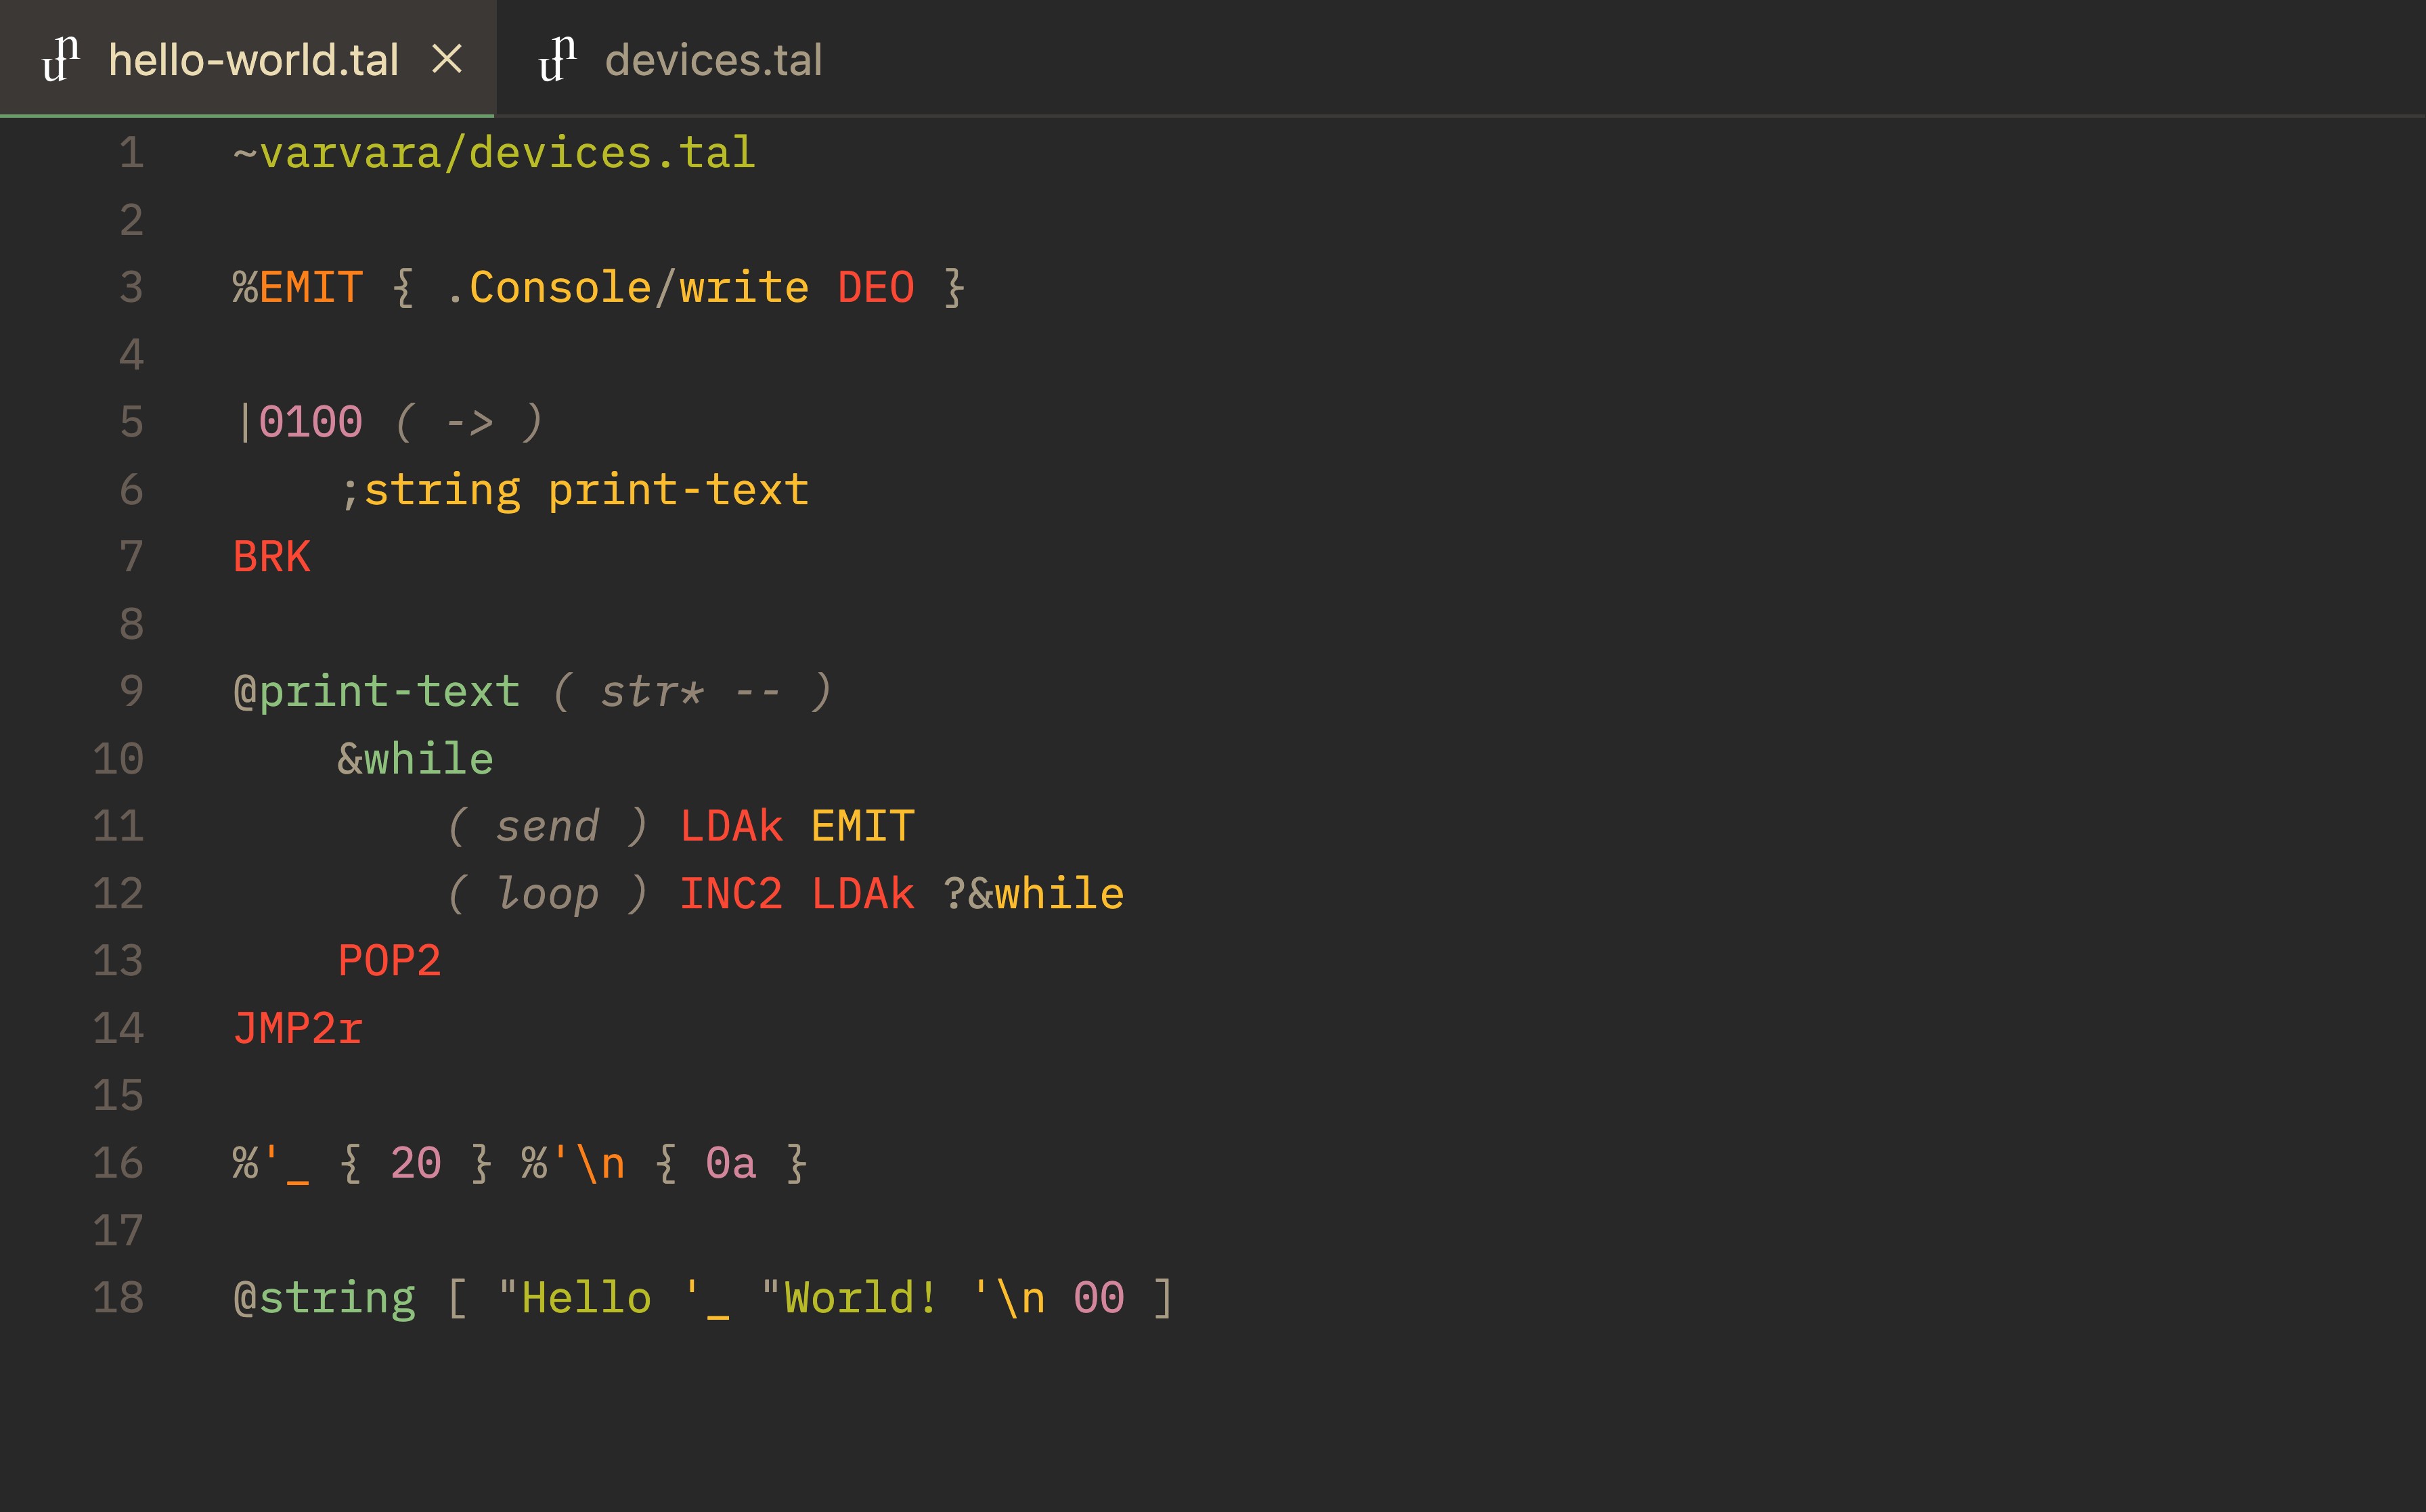 hello-world.tal × devices.tal
1 ~varvara/devices.tal
2
3 %EMIT { .Console/write DEO }
4
5 |0100 ( -> )
6     ;string print-text
7 BRK
8
9 @print-text ( str* -- )
10     &while
11         ( send ) LDAk EMIT
12         ( loop ) INC2 LDAk ?&while
13     POP2
14 JMP2r
15
16 %'_ { 20 } %'\n { 0a }
17
18 @string [ "Hello '_ "World! '\n 00 ]